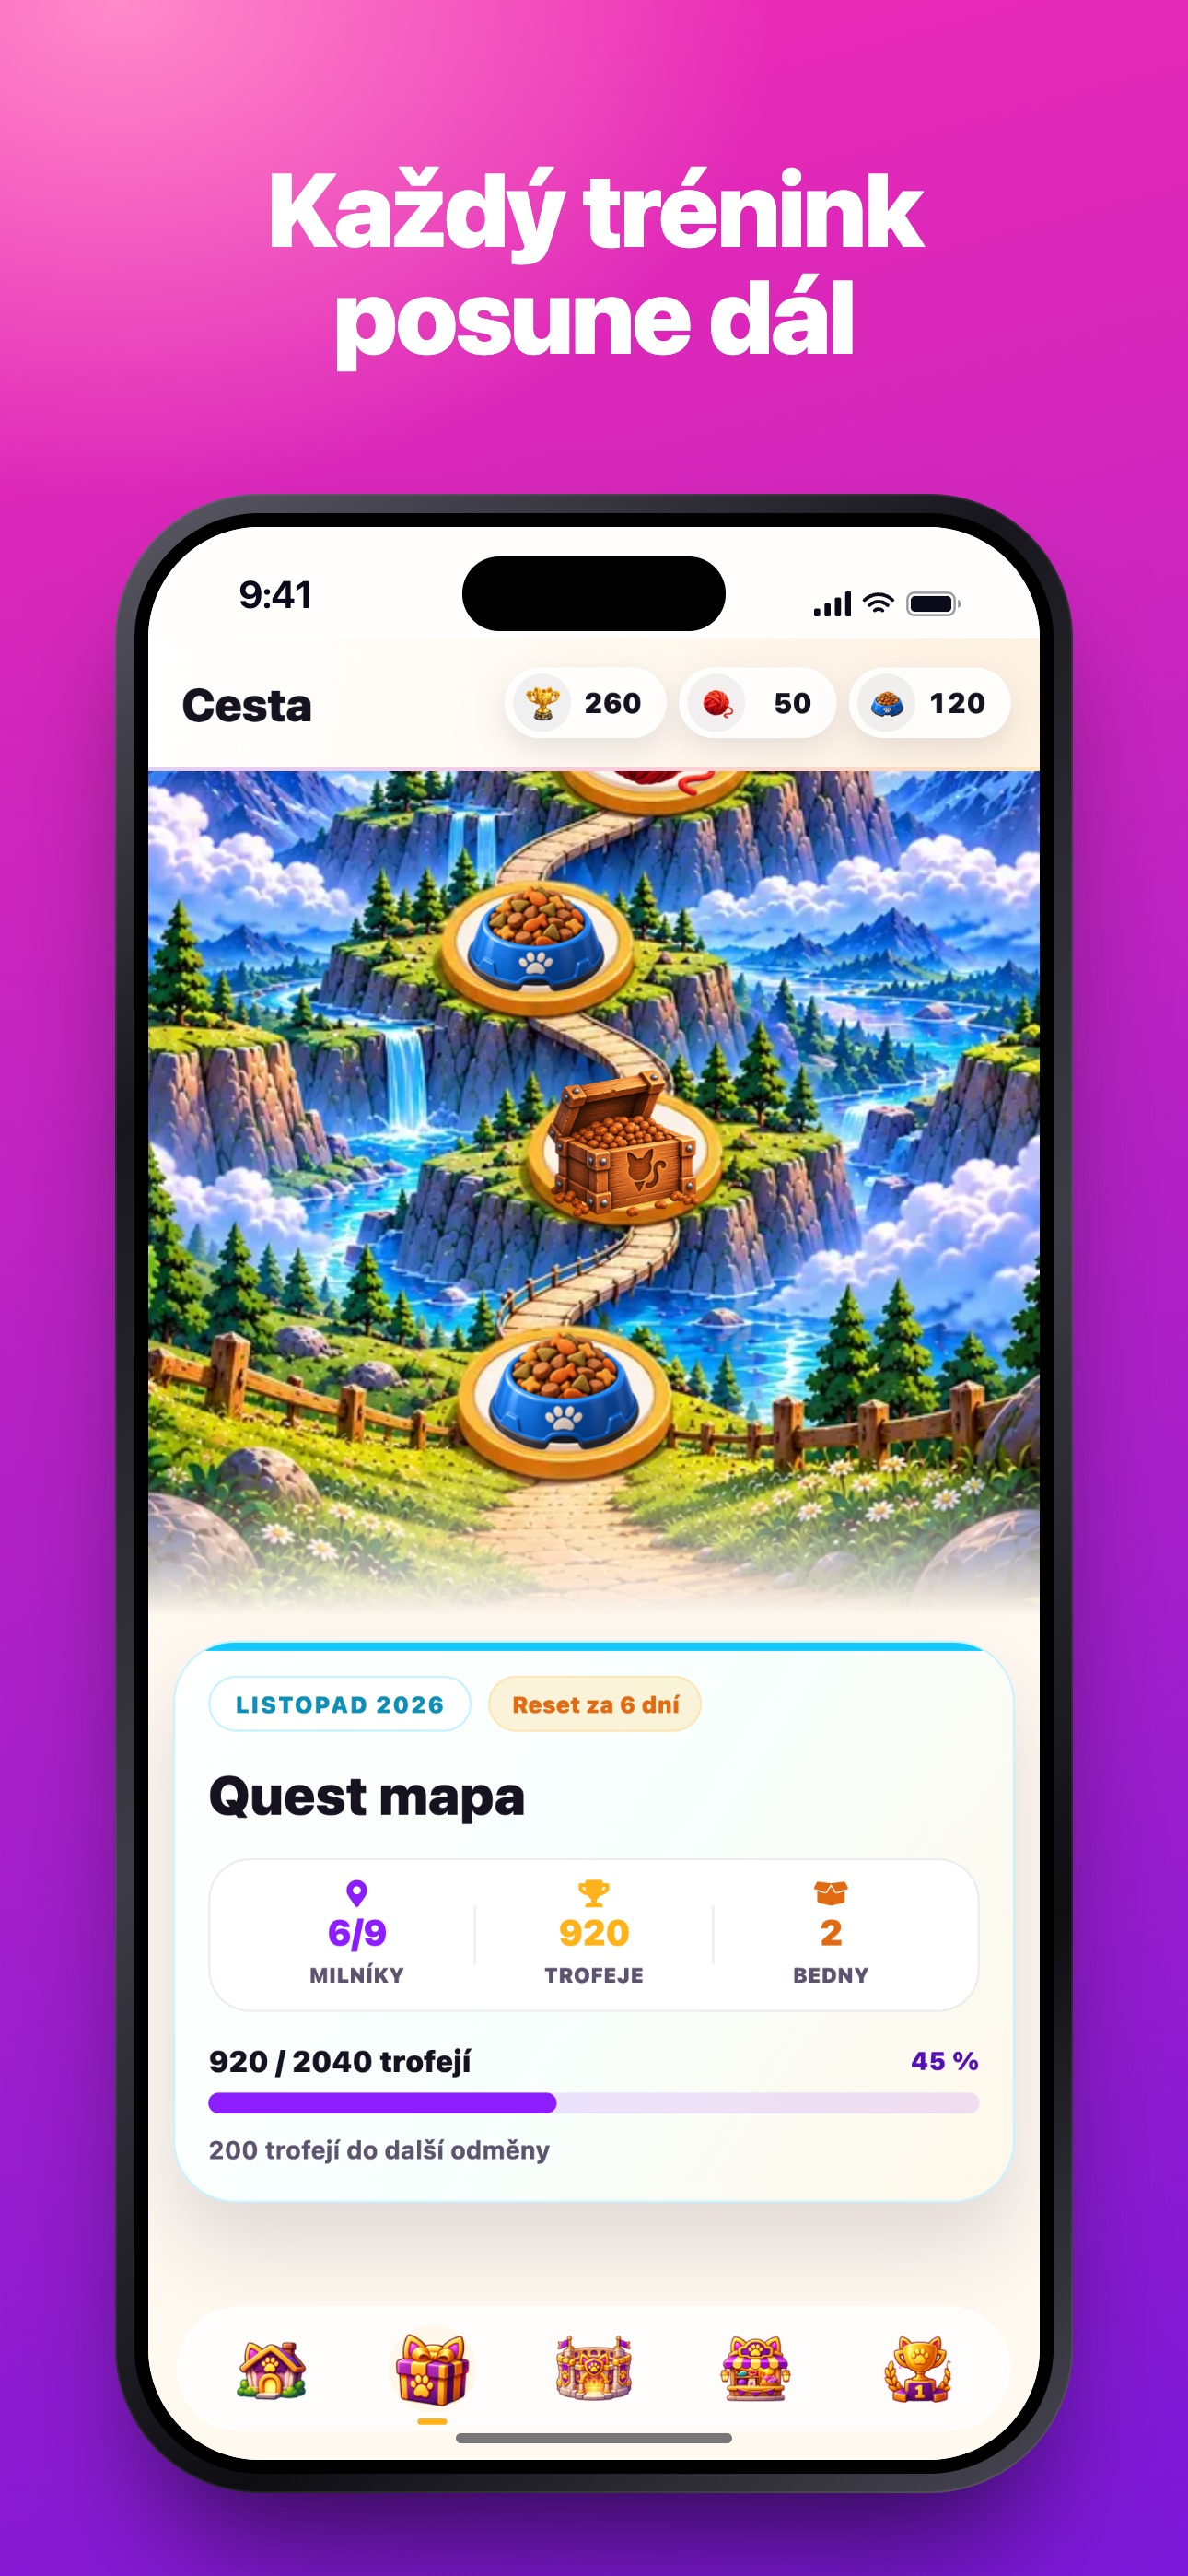 Každý trénink
posune dál
9:41
Cesta
260
50
120
LISTOPAD 2026
Reset za 6 dní
Quest mapa
6/9
920
2
MILNÍKY
TROFEJE
BEDNY
920 / 2040 trofejí
45 %
200 trofejí do další odměny
1